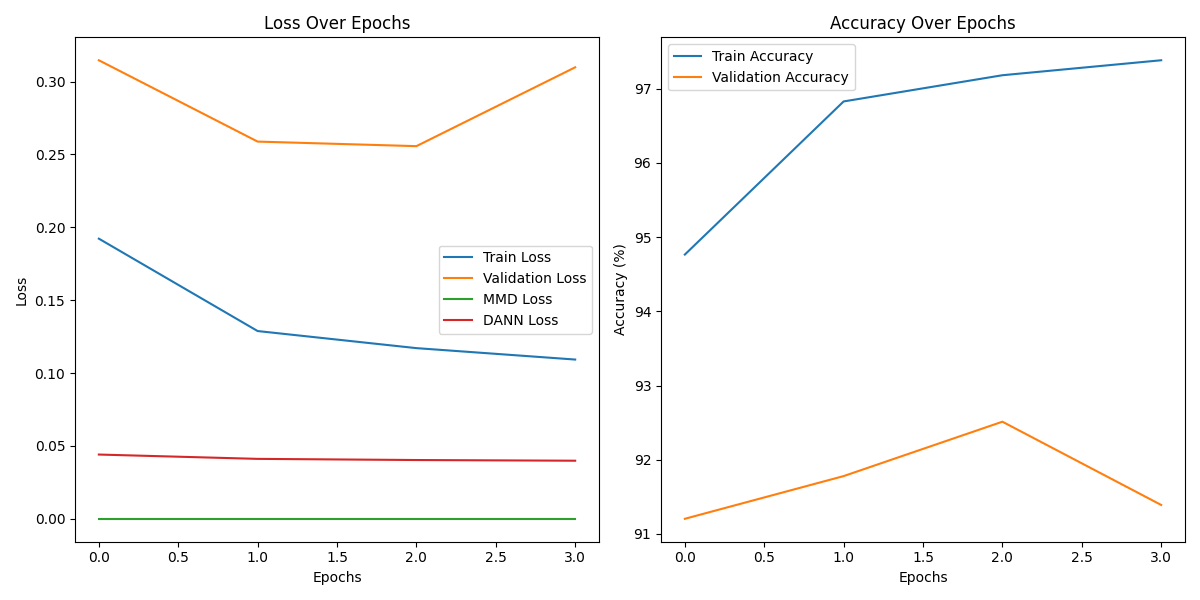 Loss Over Epochs
0.30
0.25
0.20
0.15
0.10
0.05
0.00
Loss
Train Loss
Validation Loss
MMD Loss
DANN Loss
0.0 0.5 1.0 1.5 2.0 2.5 3.0
Epochs
Accuracy Over Epochs
Train Accuracy
Validation Accuracy
97
96
95
94
93
92
91
Accuracy (%)
0.0 0.5 1.0 1.5 2.0 2.5 3.0
Epochs